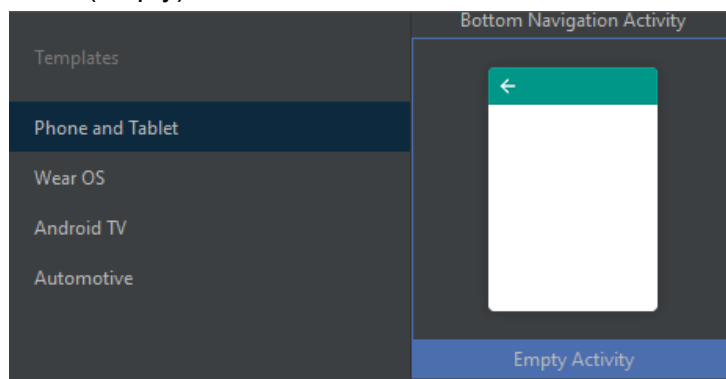 Bottom Navigation Activity
Templates
Phone and Tablet
Wear OS
Android TV
Automotive
Empty Activity